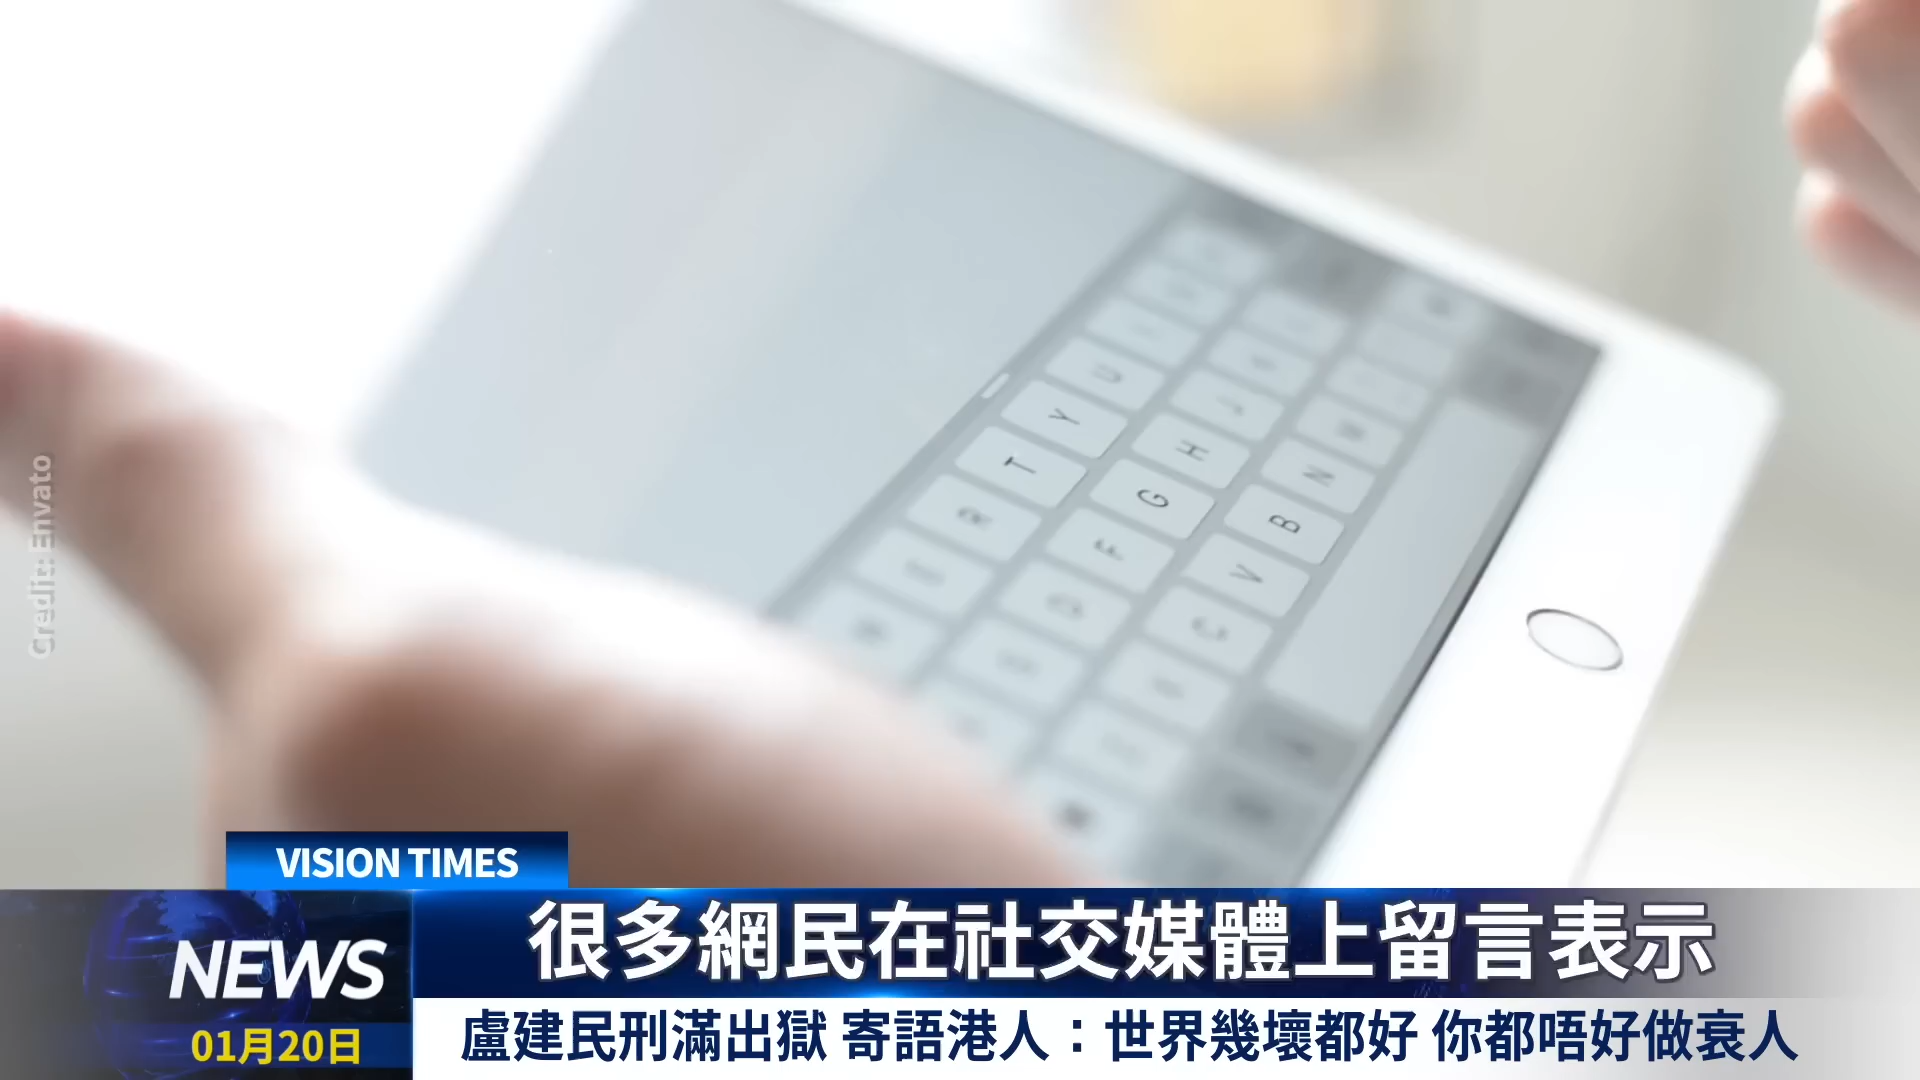 Credit: Envato
Y
T
H
G
B
VISION TIMES
NEWS
很多網民在社交媒體上留言表示
01月20日
盧建民刑滿出獄 寄語港人：世界幾壞都好 你都唔好做衰人